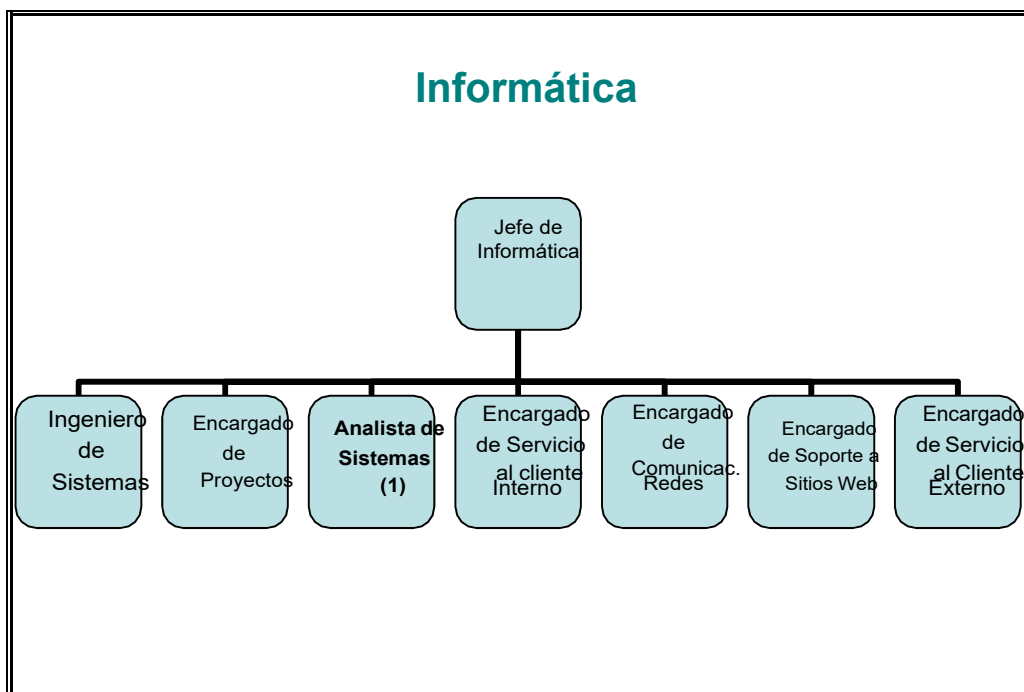 Informática
Jefe de
Informática
Ingeniero
de
Sistemas
Encargado
de
Proyectos
Analista de
Sistemas
(1)
Encargado
de Servicio
al cliente
Interno
Encargado
de
Comunicac.
Redes
Encargado
de Soporte a
Sitios Web
Encargado
de Servicio
al Cliente
Externo